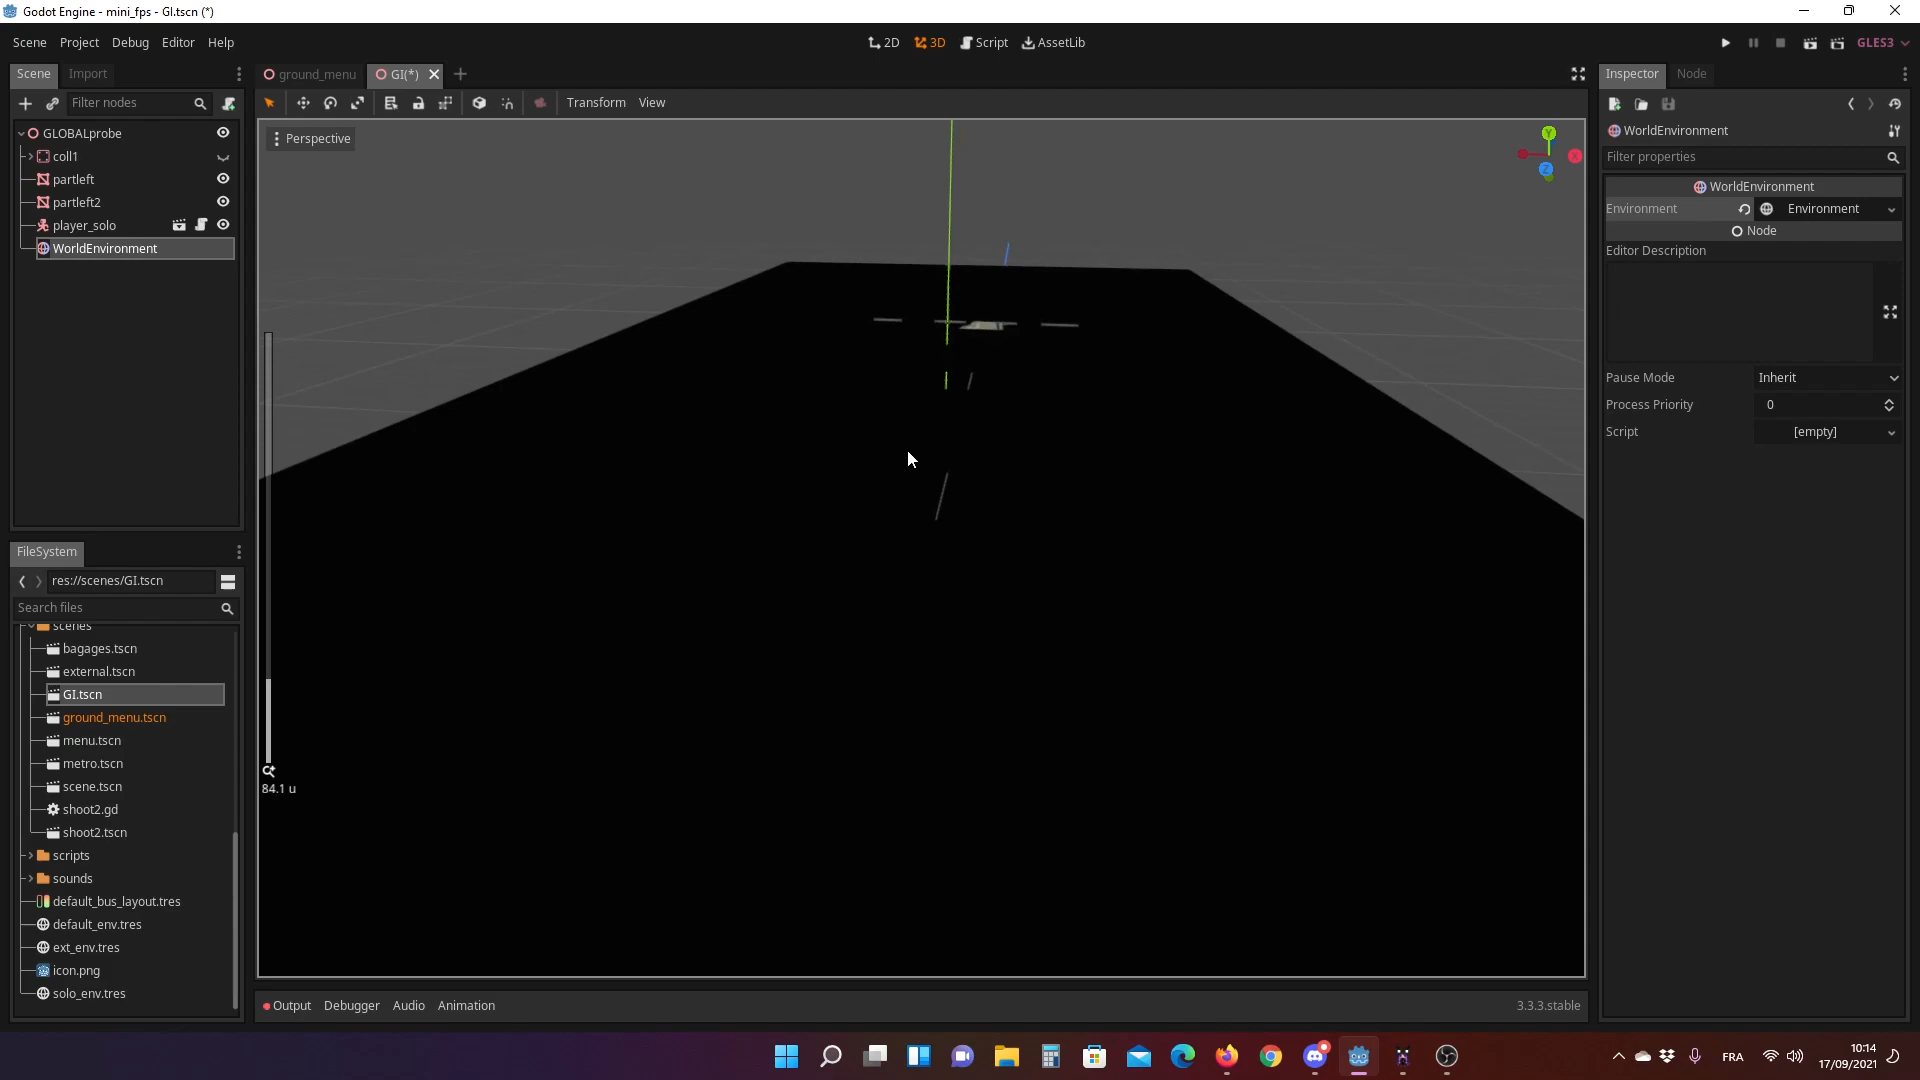 Godot Engine - mini_fps - GI.tscn (*)
Scene Project Debug Editor Help
2D 3D Script AssetLib
GLES3
Scene Import
ground_menu GI(*)
Inspector Node
Filter nodes
Transform View
GLOBALprobe
coll1
partleft
partleft2
player_solo
WorldEnvironment
Perspective
Y
X
Z
84.1 u
WorldEnvironment
Filter properties
WorldEnvironment
Environment Environment
Node
Editor Description
Pause Mode Inherit
Process Priority 0
Script [empty]
FileSystem
res://scenes/GI.tscn
Search files
scenes
bagages.tscn
external.tscn
GI.tscn
ground_menu.tscn
menu.tscn
metro.tscn
scene.tscn
shoot2.gd
shoot2.tscn
scripts
sounds
default_bus_layout.tres
default_env.tres
ext_env.tres
icon.png
solo_env.tres
Output Debugger Audio Animation
3.3.3.stable
FRA
10:14
17/09/2021